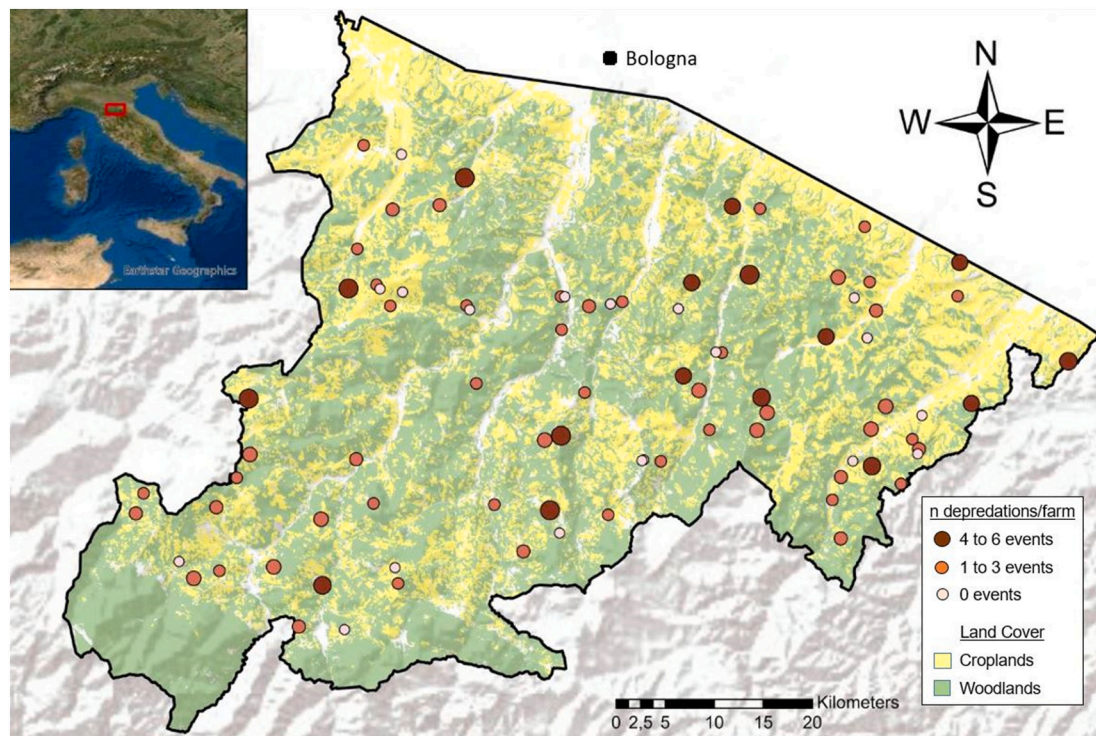 Bologna
N
W
E
S
Earthstar Geographics
n depredations/farm
4 to 6 events
1 to 3 events
0 events
Land Cover
Croplands
Woodlands
Kilometers
0 2,5 5 10 15 20